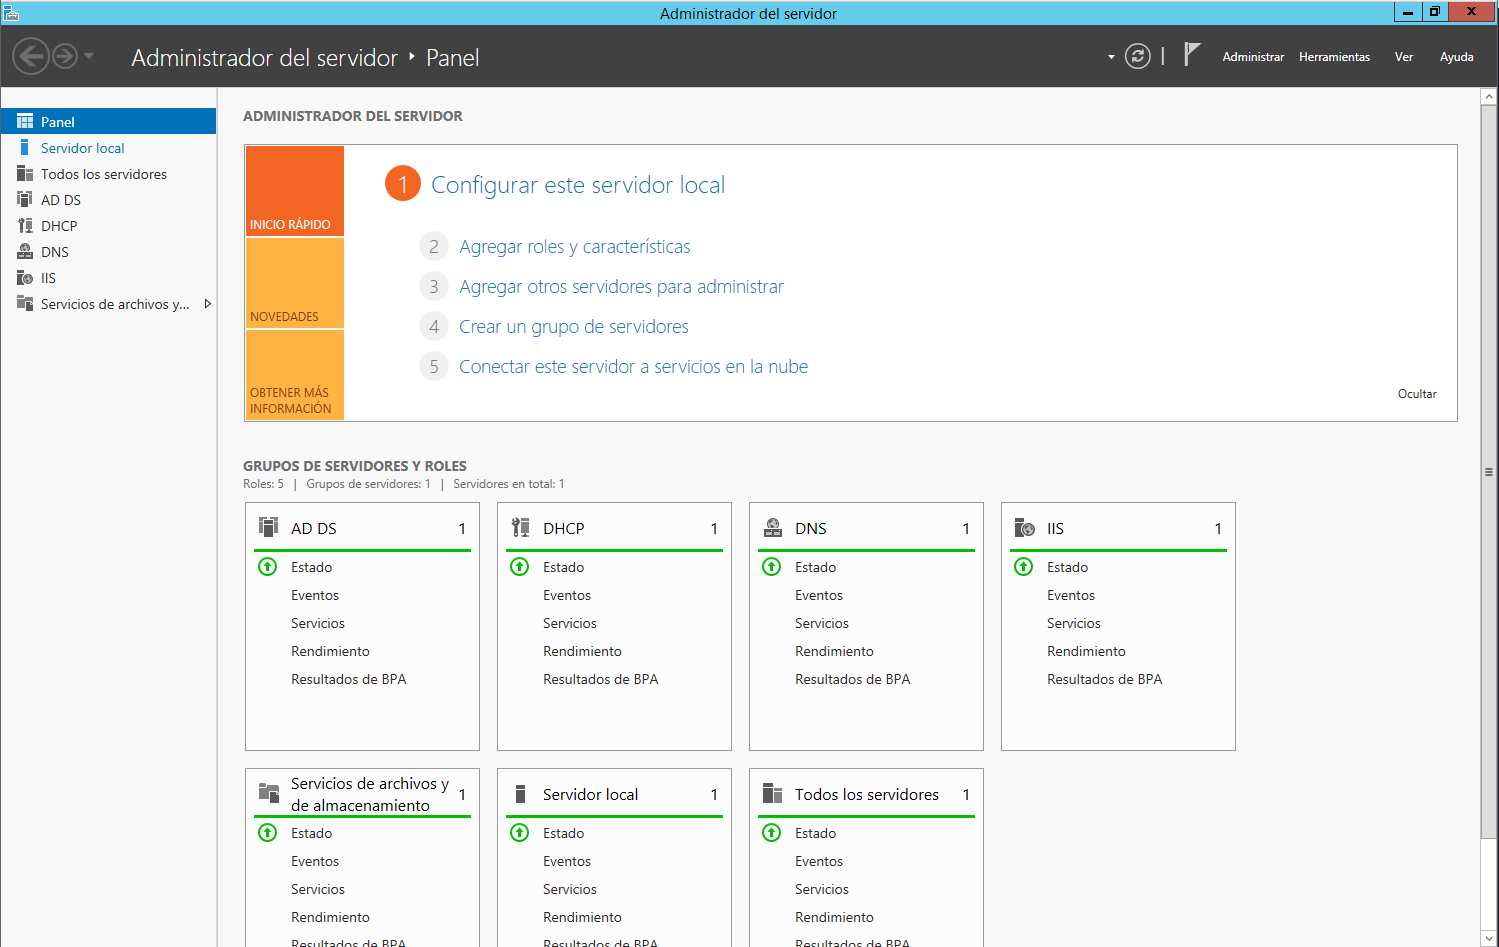 Administrador del servidor
Administrador del servidor ‣ Panel
Administrar Herramientas Ver Ayuda
Panel
Servidor local
Todos los servidores
AD DS
DHCP
DNS
IIS
Servicios de archivos y...
ADMINISTRADOR DEL SERVIDOR
INICIO RÁPIDO
NOVEDADES
OBTENER MÁS
INFORMACIÓN
1 Configurar este servidor local
2 Agregar roles y características
3 Agregar otros servidores para administrar
4 Crear un grupo de servidores
5 Conectar este servidor a servicios en la nube
Ocultar
GRUPOS DE SERVIDORES Y ROLES
Roles: 5 | Grupos de servidores: 1 | Servidores en total: 1
AD DS 1
Estado
Eventos
Servicios
Rendimiento
Resultados de BPA
DHCP 1
Estado
Eventos
Servicios
Rendimiento
Resultados de BPA
DNS 1
Estado
Eventos
Servicios
Rendimiento
Resultados de BPA
IIS 1
Estado
Eventos
Servicios
Rendimiento
Resultados de BPA
Servicios de archivos y
de almacenamiento 1
Estado
Eventos
Servicios
Rendimiento
Resultados de BPA
Servidor local 1
Estado
Eventos
Servicios
Rendimiento
Resultados de BPA
Todos los servidores 1
Estado
Eventos
Servicios
Rendimiento
Resultados de BPA